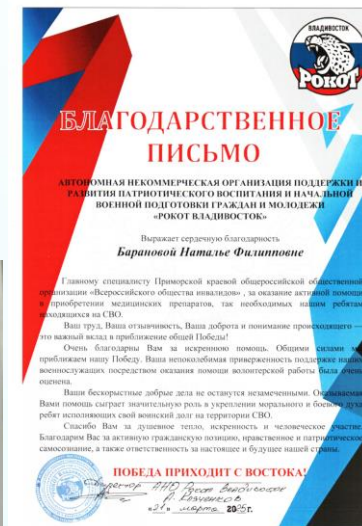 ВЛАДИВОСТОК
РОКОТ
БЛАГОДАРСТВЕННОЕ
ПИСЬМО
АВТОНОМНАЯ НЕКОММЕРЧЕСКАЯ ОРГАНИЗАЦИЯ ПОДДЕРЖКИ И
РАЗВИТИЯ ПАТРИОТИЧЕСКОГО ВОСПИТАНИЯ И НАЧАЛЬНОЙ
ВОЕННОЙ ПОДГОТОВКИ ГРАЖДАН И МОЛОДЕЖИ
«РОКОТ ВЛАДИВОСТОК»
Выражает сердечную благодарность
Барановой Наталье Филипповне
Главному специалисту Приморской краевой общероссийской общественной
организации «Всероссийского общества инвалидов» , за оказание активной помощи
в приобретении медицинских препаратов, так необходимых нашим ребятам
находящихся на СВО.
Ваш труд, Ваша отзывчивость, Ваша доброта и понимание происходящего —
это важный вклад в приближение общей Победы!
Очень благодарны Вам за искреннюю помощь. Общими силами мы
приближаем нашу Победу. Ваша непоколебимая приверженность поддержке наших
военнослужащих посредством оказания помощи волонтерской работы была очень
оценена.
Ваши бескорыстные добрые дела не останутся незамеченными. Оказываемая
Вами помощь сыграет значительную роль в укреплении морального и боевого духа
ребят исполняющих свой воинский долг на территории СВО.
Спасибо Вам за душевное тепло, искренность и человеческое участие.
Благодарим Вас за активную гражданскую позицию, нравственное и патриотическое
самосознание, а также ответственность за настоящее и будущее нашей страны.
ПОБЕДА ПРИХОДИТ С ВОСТОКА!
Директор АНО Рокот Владивосток
«21» 2025г.